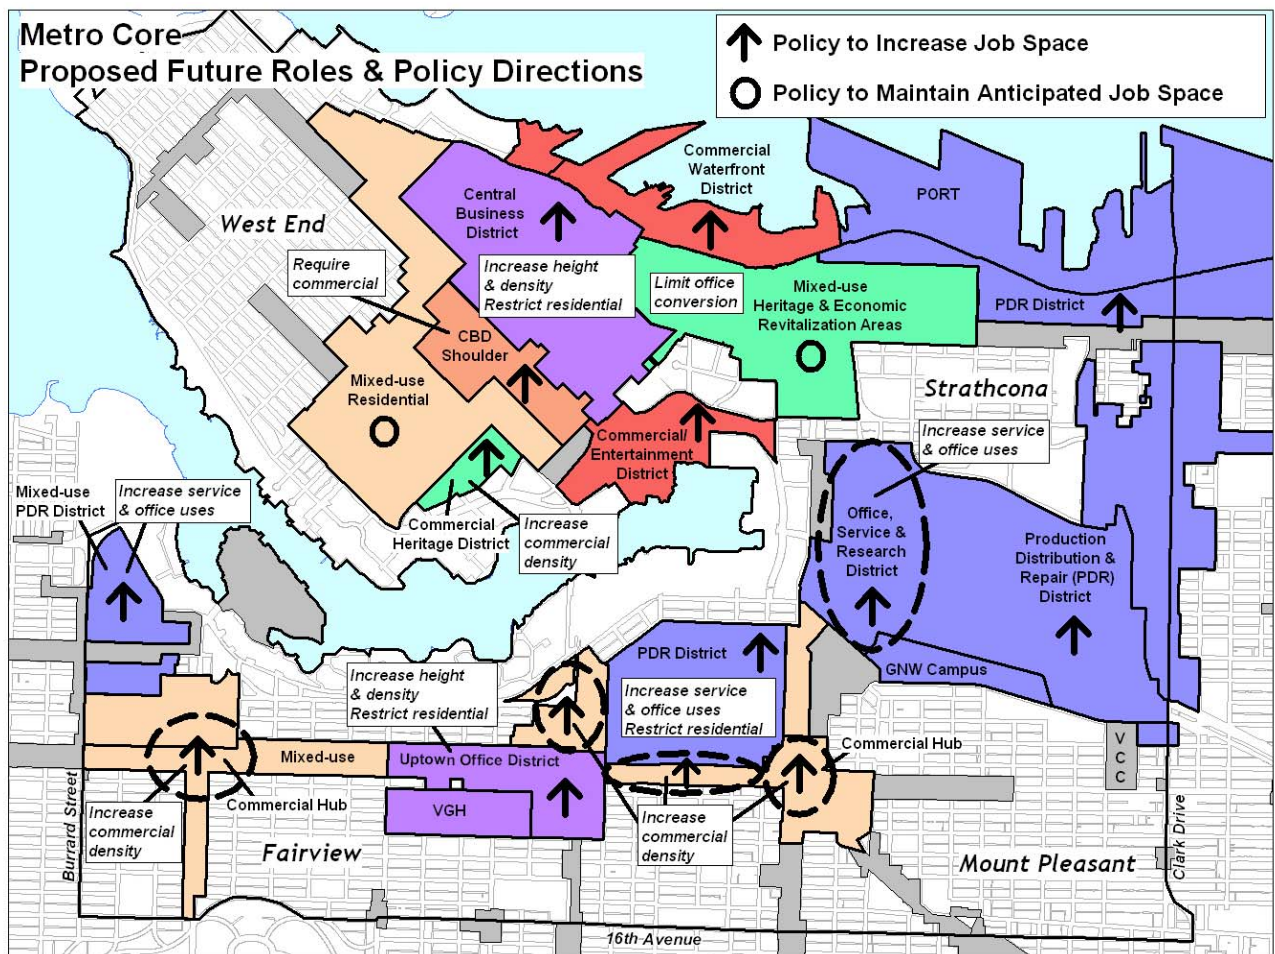 Metro Core
Proposed Future Roles & Policy Directions
Policy to Increase Job Space
Policy to Maintain Anticipated Job Space
Commercial
Waterfront
District
PORT
Central
Business
District
West End
Require
commercial
Increase height
& density
Restrict residential
Limit office
conversion
Mixed-use
Heritage & Economic
Revitalization Areas
PDR District
CBD
Shoulder
Mixed-use
Residential
Strathcona
Increase service
& office uses
Commercial/
Entertainment
District
Mixed-use
PDR District
Increase service
& office uses
Commercial
Heritage District
Increase
commercial
density
Office,
Service &
Research
District
Production
Distribution &
Repair (PDR)
District
PDR District
GNW Campus
Increase height
& density
Restrict residential
Increase service
& office uses
Restrict residential
Mixed-use
Uptown Office District
Commercial Hub
V
C
C
Burrard Street
Increase
commercial
density
Commercial Hub
VGH
Increase
commercial
density
Fairview
Mount Pleasant
Clark Drive
16th Avenue